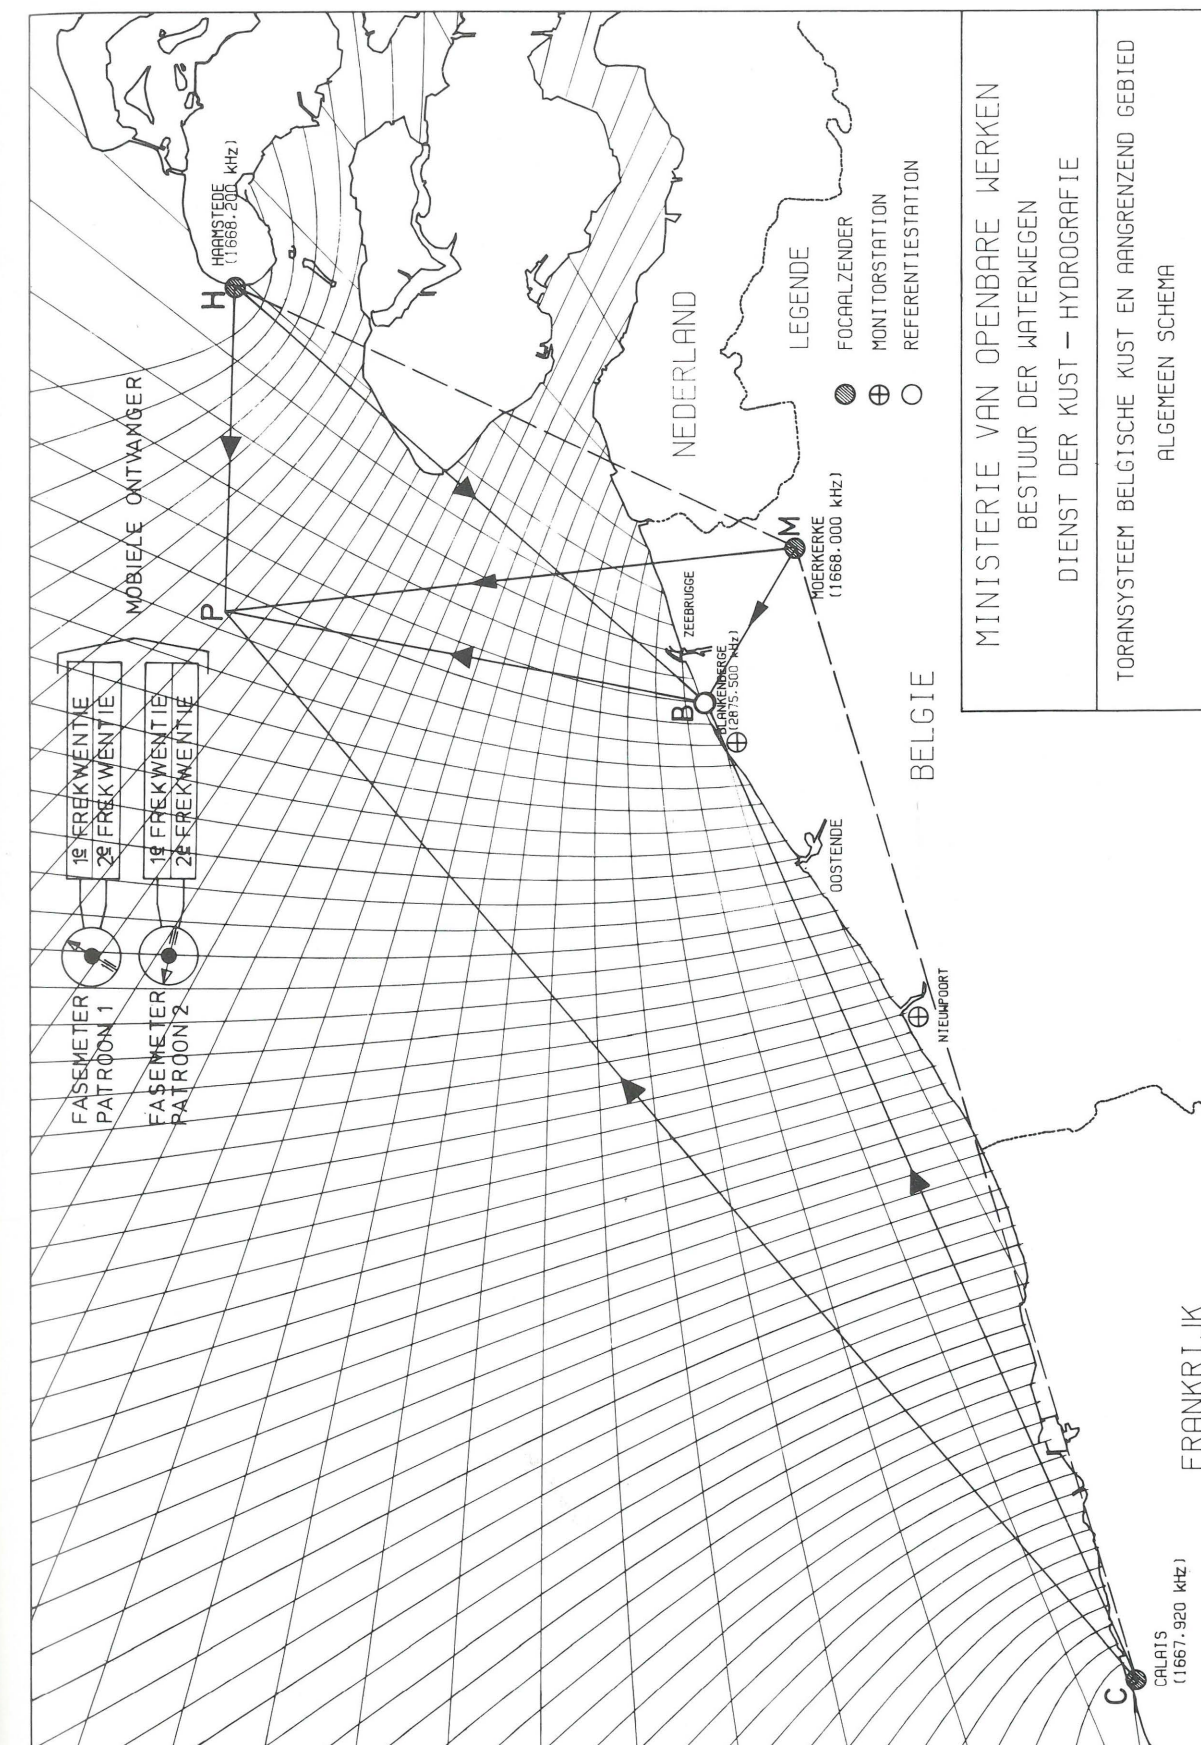 MINISTERIE VAN OPENBARE WERKEN
BESTUUR DER WATERWEGEN
DIENST DER KUST - HYDROGRAFIE
TORANSYSTEEM BELGISCHE KUST EN AANGRENZEND GEBIED
ALGEMEEN SCHEMA
LEGENDE
FOCAALZENDER
MONITORSTATION
REFERENTIESTATION
FASEMETER
PATROON 1
1e FREKWENTIE
2e FREKWENTIE
FASEMETER
PATROON 2
1e FREKWENTIE
2e FREKWENTIE
MOBIELE ONTVANGER
P
H
HAAMSTEDE
(1668.200 kHz)
NEDERLAND
M
MOERKERKE
(1668.000 kHz)
ZEEBRUGGE
B
BLANKENBERGE
(2875.500 kHz)
BELGIE
OOSTENDE
NIEUWPOORT
FRANKRIJK
C
CALAIS
(1667.920 kHz)